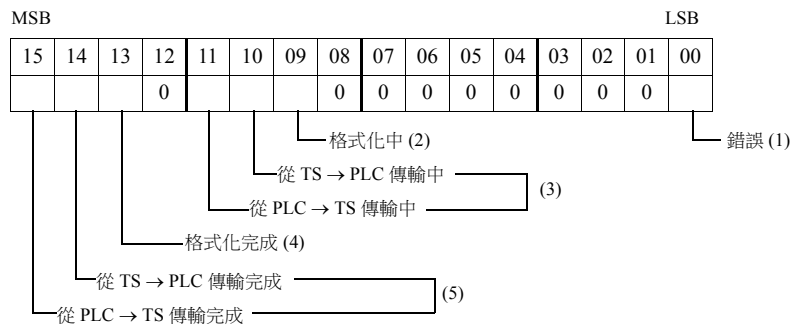 MSB LSB
15 14 13 12 11 10 09 08 07 06 05 04 03 02 01 00
0 0 0 0 0 0 0 0 0
格式化中 (2)
錯誤 (1)
從 TS → PLC 傳輸中
(3)
從 PLC → TS 傳輸中
格式化完成 (4)
從 TS → PLC 傳輸完成
(5)
從 PLC → TS 傳輸完成